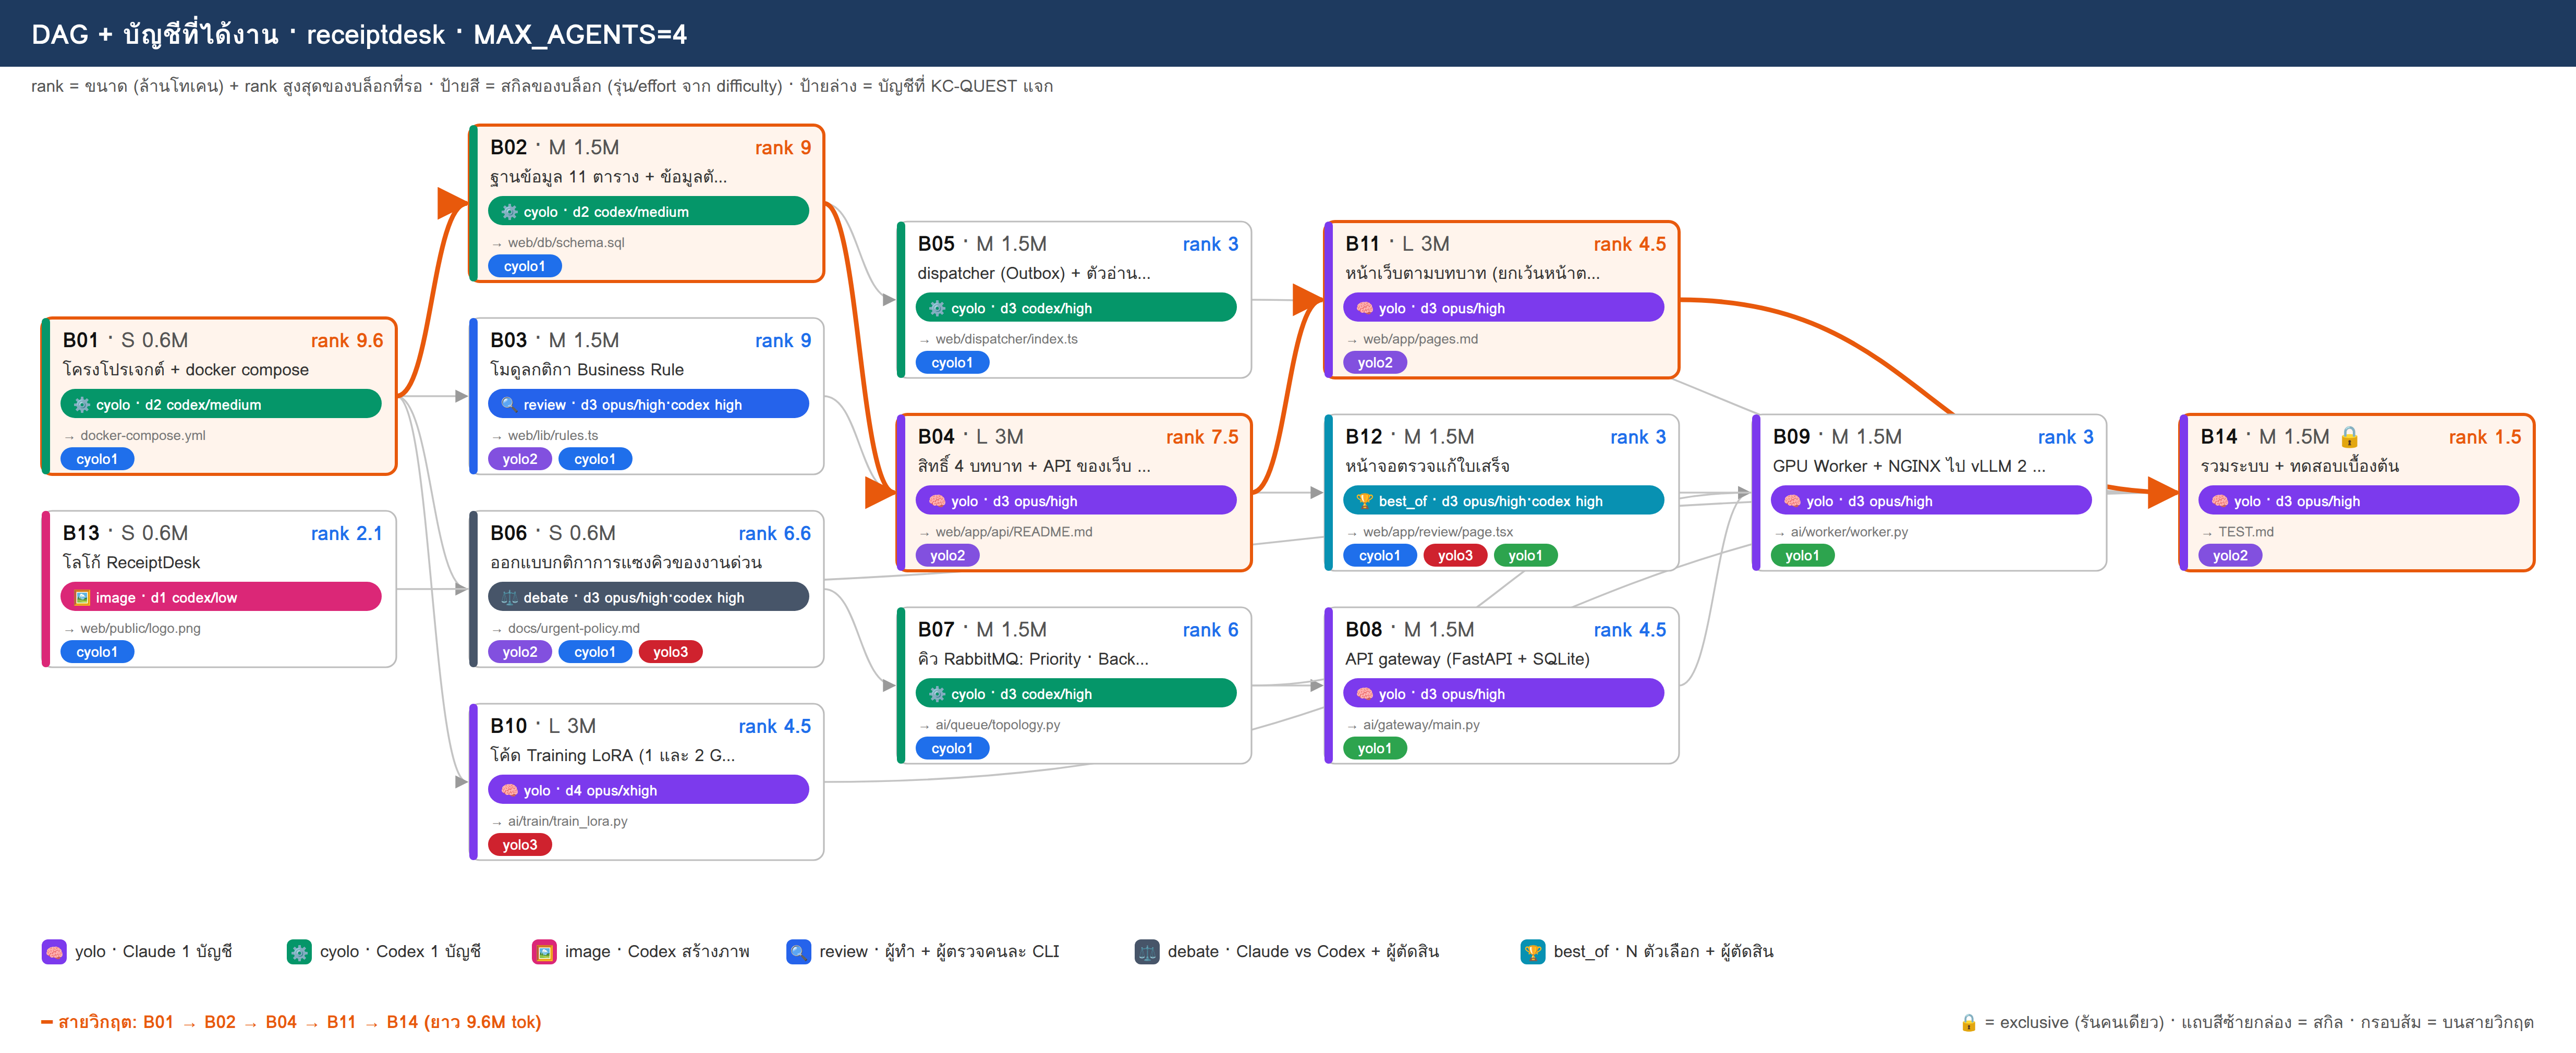 DAG + บัญชีที่ได้งาน · receiptdesk · MAX_AGENTS=4
rank = ขนาด (ล้านโทเคน) + rank สูงสุดของบล็อกที่รอ · ป้ายสี = สกิลของบล็อก (รุ่น/effort จาก difficulty) · ป้ายล่าง = บัญชีที่ KC-QUEST แจก
B01 · S 0.6M rank 9.6
โครงโปรเจกต์ + docker compose
⚙️ cyolo · d2 codex/medium
→ docker-compose.yml
cyolo1
B13 · S 0.6M rank 2.1
โลโก้ ReceiptDesk
🖼️ image · d1 codex/low
→ web/public/logo.png
cyolo1
B02 · M 1.5M rank 9
ฐานข้อมูล 11 ตาราง + ข้อมูลตั...
⚙️ cyolo · d2 codex/medium
→ web/db/schema.sql
cyolo1
B03 · M 1.5M rank 9
โมดูลกติกา Business Rule
🔍 review · d3 opus/high·codex high
→ web/lib/rules.ts
yolo2 cyolo1
B06 · S 0.6M rank 6.6
ออกแบบกติกาการแซงคิวของงานด่วน
⚖️ debate · d3 opus/high·codex high
→ docs/urgent-policy.md
yolo2 cyolo1 yolo3
B10 · L 3M rank 4.5
โค้ด Training LoRA (1 และ 2 G...
🧠 yolo · d4 opus/xhigh
→ ai/train/train_lora.py
yolo3
B05 · M 1.5M rank 3
dispatcher (Outbox) + ตัวอ่าน...
⚙️ cyolo · d3 codex/high
→ web/dispatcher/index.ts
cyolo1
B04 · L 3M rank 7.5
สิทธิ์ 4 บทบาท + API ของเว็บ ...
🧠 yolo · d3 opus/high
→ web/app/api/README.md
yolo2
B07 · M 1.5M rank 6
คิว RabbitMQ: Priority · Back...
⚙️ cyolo · d3 codex/high
→ ai/queue/topology.py
cyolo1
B11 · L 3M rank 4.5
หน้าเว็บตามบทบาท (ยกเว้นหน้าต...
🧠 yolo · d3 opus/high
→ web/app/pages.md
yolo2
B12 · M 1.5M rank 3
หน้าจอตรวจแก้ใบเสร็จ
🏆 best_of · d3 opus/high·codex high
→ web/app/review/page.tsx
cyolo1 yolo3 yolo1
B08 · M 1.5M rank 4.5
API gateway (FastAPI + SQLite)
🧠 yolo · d3 opus/high
→ ai/gateway/main.py
yolo1
B09 · M 1.5M rank 3
GPU Worker + NGINX ไป vLLM 2 ...
🧠 yolo · d3 opus/high
→ ai/worker/worker.py
yolo1
B14 · M 1.5M 🔒 rank 1.5
รวมระบบ + ทดสอบเบื้องต้น
🧠 yolo · d3 opus/high
→ TEST.md
yolo2
🧠 yolo · Claude 1 บัญชี ⚙️ cyolo · Codex 1 บัญชี 🖼️ image · Codex สร้างภาพ 🔍 review · ผู้ทำ + ผู้ตรวจคนละ CLI ⚖️ debate · Claude vs Codex + ผู้ตัดสิน 🏆 best_of · N ตัวเลือก + ผู้ตัดสิน
━ สายวิกฤต: B01 → B02 → B04 → B11 → B14 (ยาว 9.6M tok)
🔒 = exclusive (รันคนเดียว) · แถบสีซ้ายกล่อง = สกิล · กรอบส้ม = บนสายวิกฤต